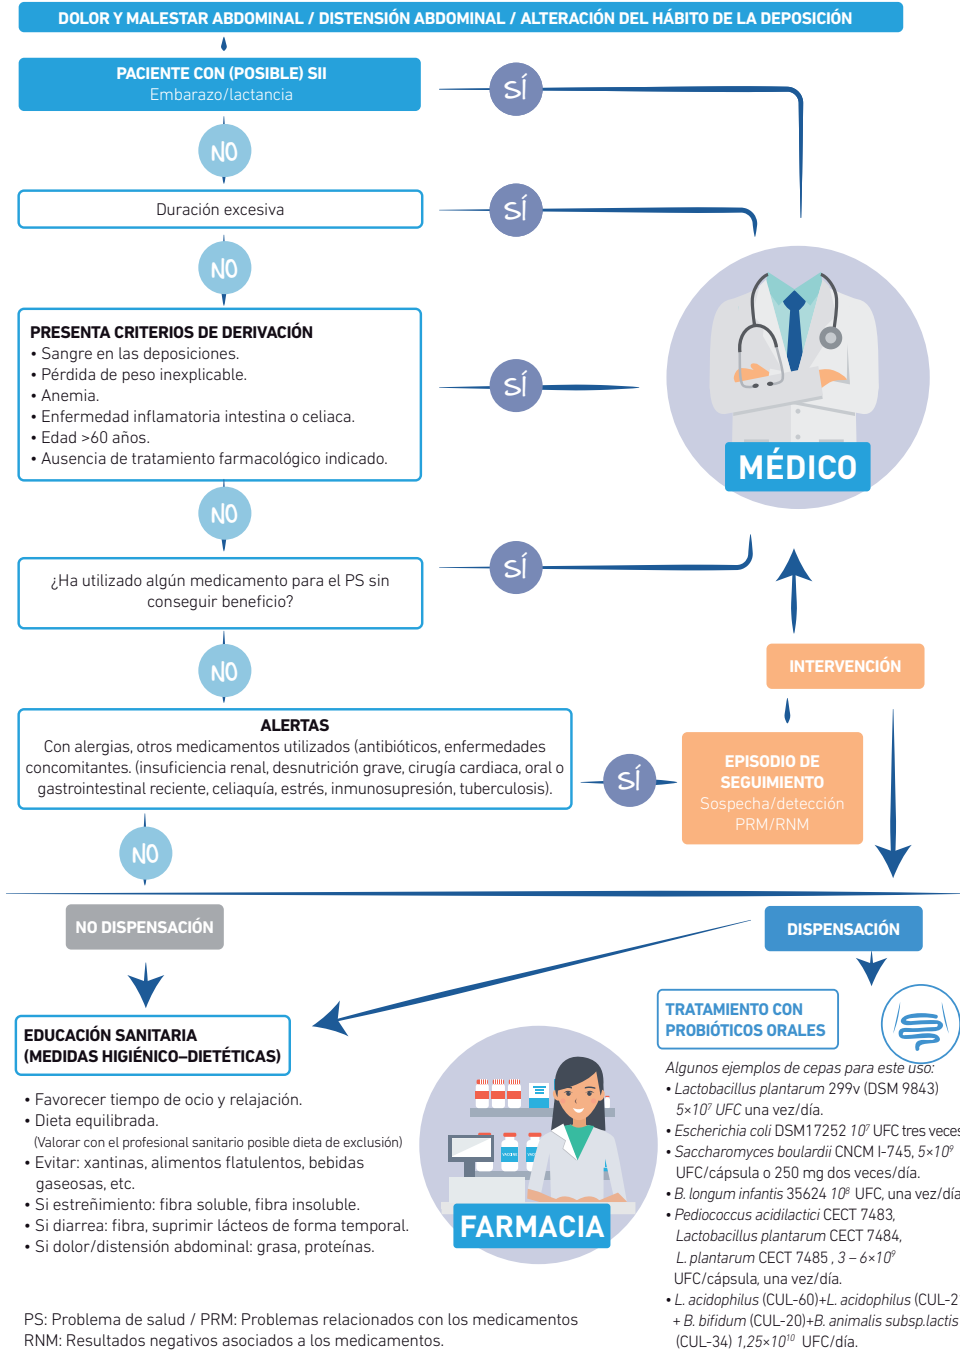 DOLOR Y MALESTAR ABDOMINAL / DISTENSIÓN ABDOMINAL / ALTERACIÓN DEL HÁBITO DE LA DEPOSICIÓN
PACIENTE CON (POSIBLE) SII
Embarazo/lactancia
SÍ
NO
Duración excesiva
SÍ
NO
PRESENTA CRITERIOS DE DERIVACIÓN
• Sangre en las deposiciones.
• Pérdida de peso inexplicable.
• Anemia.
• Enfermedad inflamatoria intestina o celiaca.
• Edad >60 años.
• Ausencia de tratamiento farmacológico indicado.
SÍ
MÉDICO
NO
¿Ha utilizado algún medicamento para el PS sin
conseguir beneficio?
SÍ
NO
INTERVENCIÓN
ALERTAS
Con alergias, otros medicamentos utilizados (antibióticos, enfermedades
concomitantes. (insuficiencia renal, desnutrición grave, cirugía cardiaca, oral o
gastrointestinal reciente, celiaquía, estrés, inmunosupresión, tuberculosis).
SÍ
EPISODIO DE
SEGUIMIENTO
Sospecha/detección
PRM/RNM
NO
NO DISPENSACIÓN
DISPENSACIÓN
EDUCACIÓN SANITARIA
(MEDIDAS HIGIÉNICO–DIETÉTICAS)
• Favorecer tiempo de ocio y relajación.
• Dieta equilibrada.
(Valorar con el profesional sanitario posible dieta de exclusión)
• Evitar: xantinas, alimentos flatulentos, bebidas
gaseosas, etc.
• Si estreñimiento: fibra soluble, fibra insoluble.
• Si diarrea: fibra, suprimir lácteos de forma temporal.
• Si dolor/distensión abdominal: grasa, proteínas.
FARMACIA
TRATAMIENTO CON
PROBIÓTICOS ORALES
Algunos ejemplos de cepas para este uso:
• Lactobacillus plantarum 299v (DSM 9843)
5×10⁷ UFC una vez/día.
• Escherichia coli DSM17252 10⁷ UFC tres veces
• Saccharomyces boulardii CNCM I-745, 5×10⁹
UFC/cápsula o 250 mg dos veces/día.
• B. longum infantis 35624 10⁸ UFC, una vez/día
• Pediococcus acidilactici CECT 7483,
Lactobacillus plantarum CECT 7484,
L. plantarum CECT 7485 , 3 – 6×10⁹
UFC/cápsula, una vez/día.
• L. acidophilus (CUL-60)+L. acidophilus (CUL-2
+ B. bifidum (CUL-20)+B. animalis subsp.lactis
(CUL-34) 1,25×10¹⁰ UFC/día.
PS: Problema de salud / PRM: Problemas relacionados con los medicamentos
RNM: Resultados negativos asociados a los medicamentos.